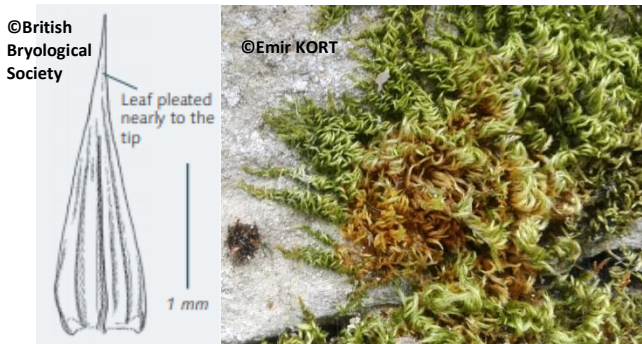 ©British
Bryological
Society
Leaf pleated
nearly to the
tip
1 mm
©Emir KORT